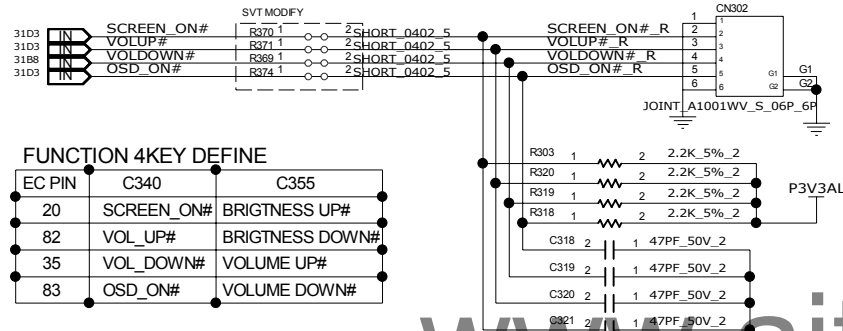 SVT MODIFY
CN302
31D3 IN SCREEN_ON# R370 1 2 SHORT_0402_5 SCREEN_ON#_R 1 2 1 2
31D3 IN VOLUP# R371 1 2 SHORT_0402_5 VOLUP#_R 3 3
31B8 IN VOLDOWN# R369 1 2 SHORT_0402_5 VOLDOWN#_R 4 4
31D3 IN OSD_ON# R374 1 2 SHORT_0402_5 OSD_ON#_R 5 5 G1 G1
6 6 G2 G2
JOINT_A1001WV_S_06P_6P
R303 1 2 2.2K_5%_2
R320 1 2 2.2K_5%_2
R319 1 2 2.2K_5%_2
R318 1 2 2.2K_5%_2
P3V3AL
C318 2 1 47PF_50V_2
C319 2 1 47PF_50V_2
C320 2 1 47PF_50V_2
C321 2 1 47PF_50V_2
FUNCTION 4KEY DEFINE
EC PIN C340 C355
20 SCREEN_ON# BRIGTNESS UP#
82 VOL_UP# BRIGTNESS DOWN#
35 VOL_DOWN# VOLUME UP#
83 OSD_ON# VOLUME DOWN#